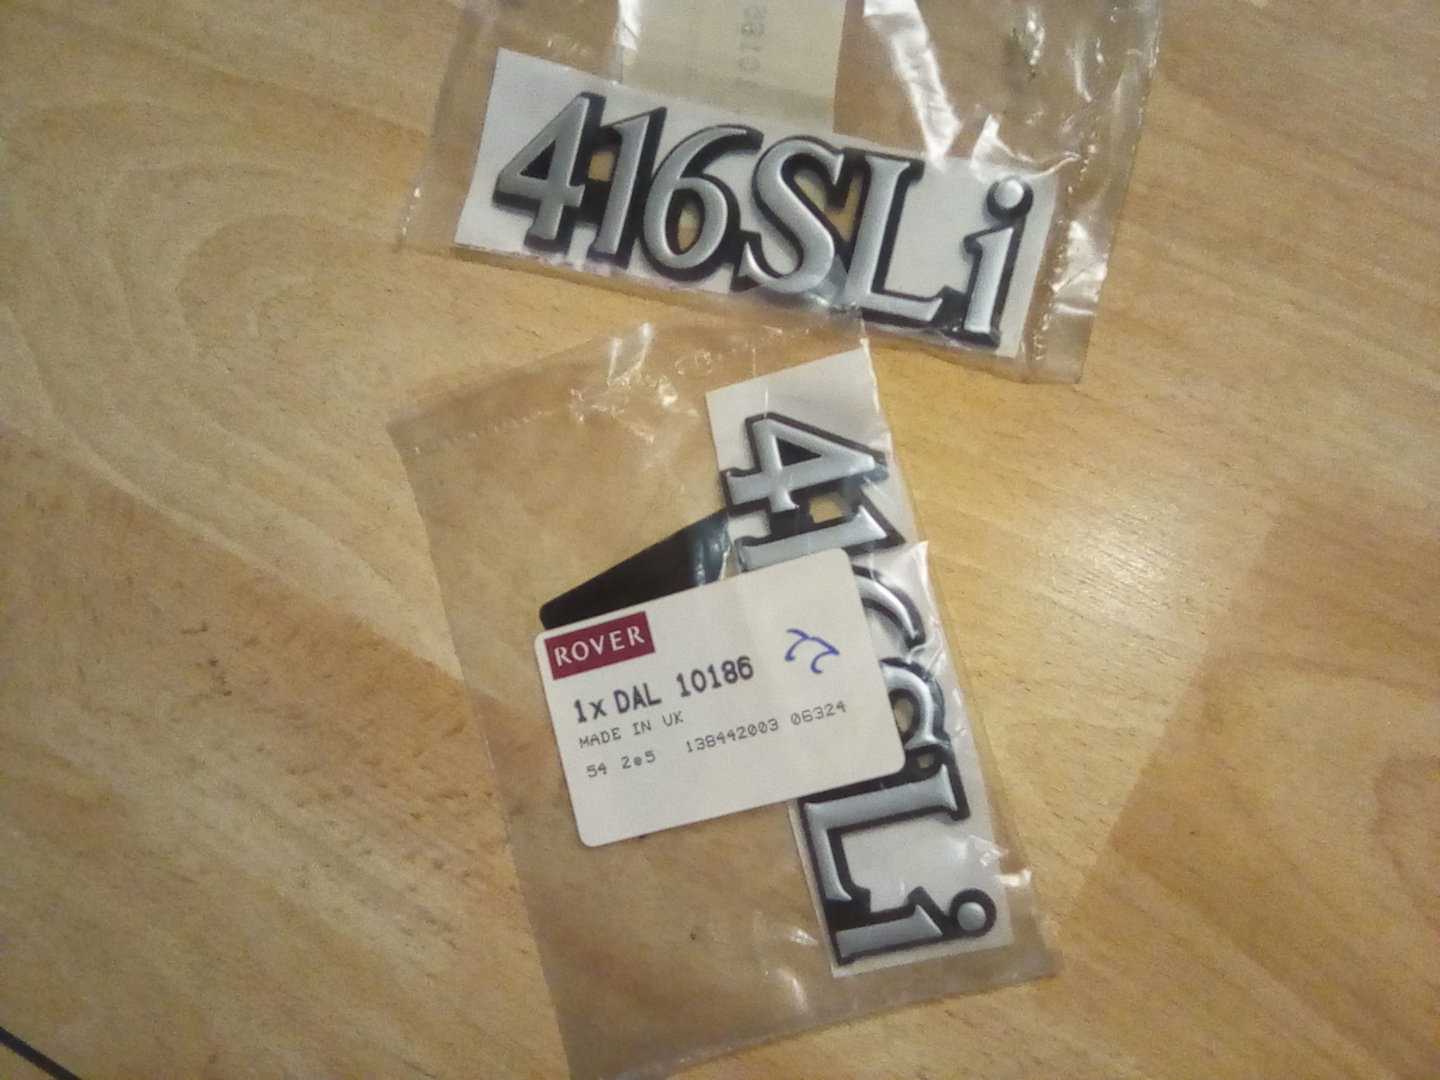 416SLi
416SLi
ROVER
1x DAL 10186
MADE IN UK
54 2e5 138442003 06324